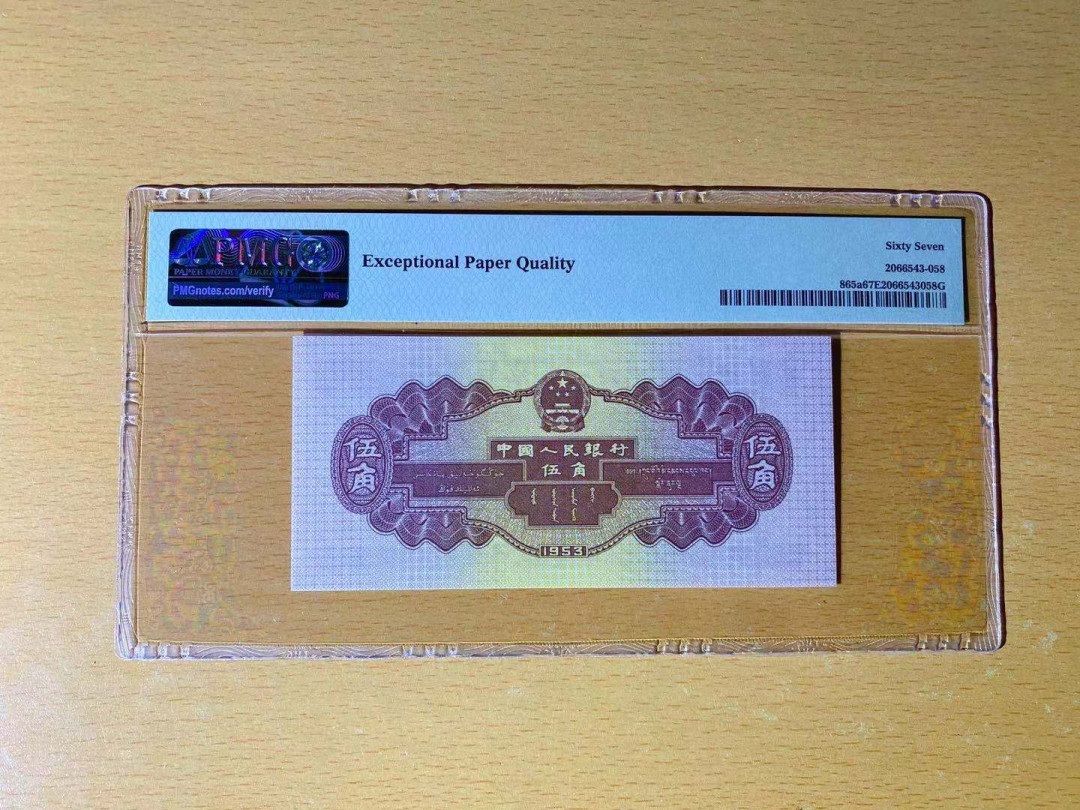 PMG
PAPER MONEY GUARANTY
PMGnotes.com/verify
PNG
Exceptional Paper Quality
Sixty Seven
2066543-058
865a67E2066543058G
中國人民銀行
伍角
伍角
伍角
1953